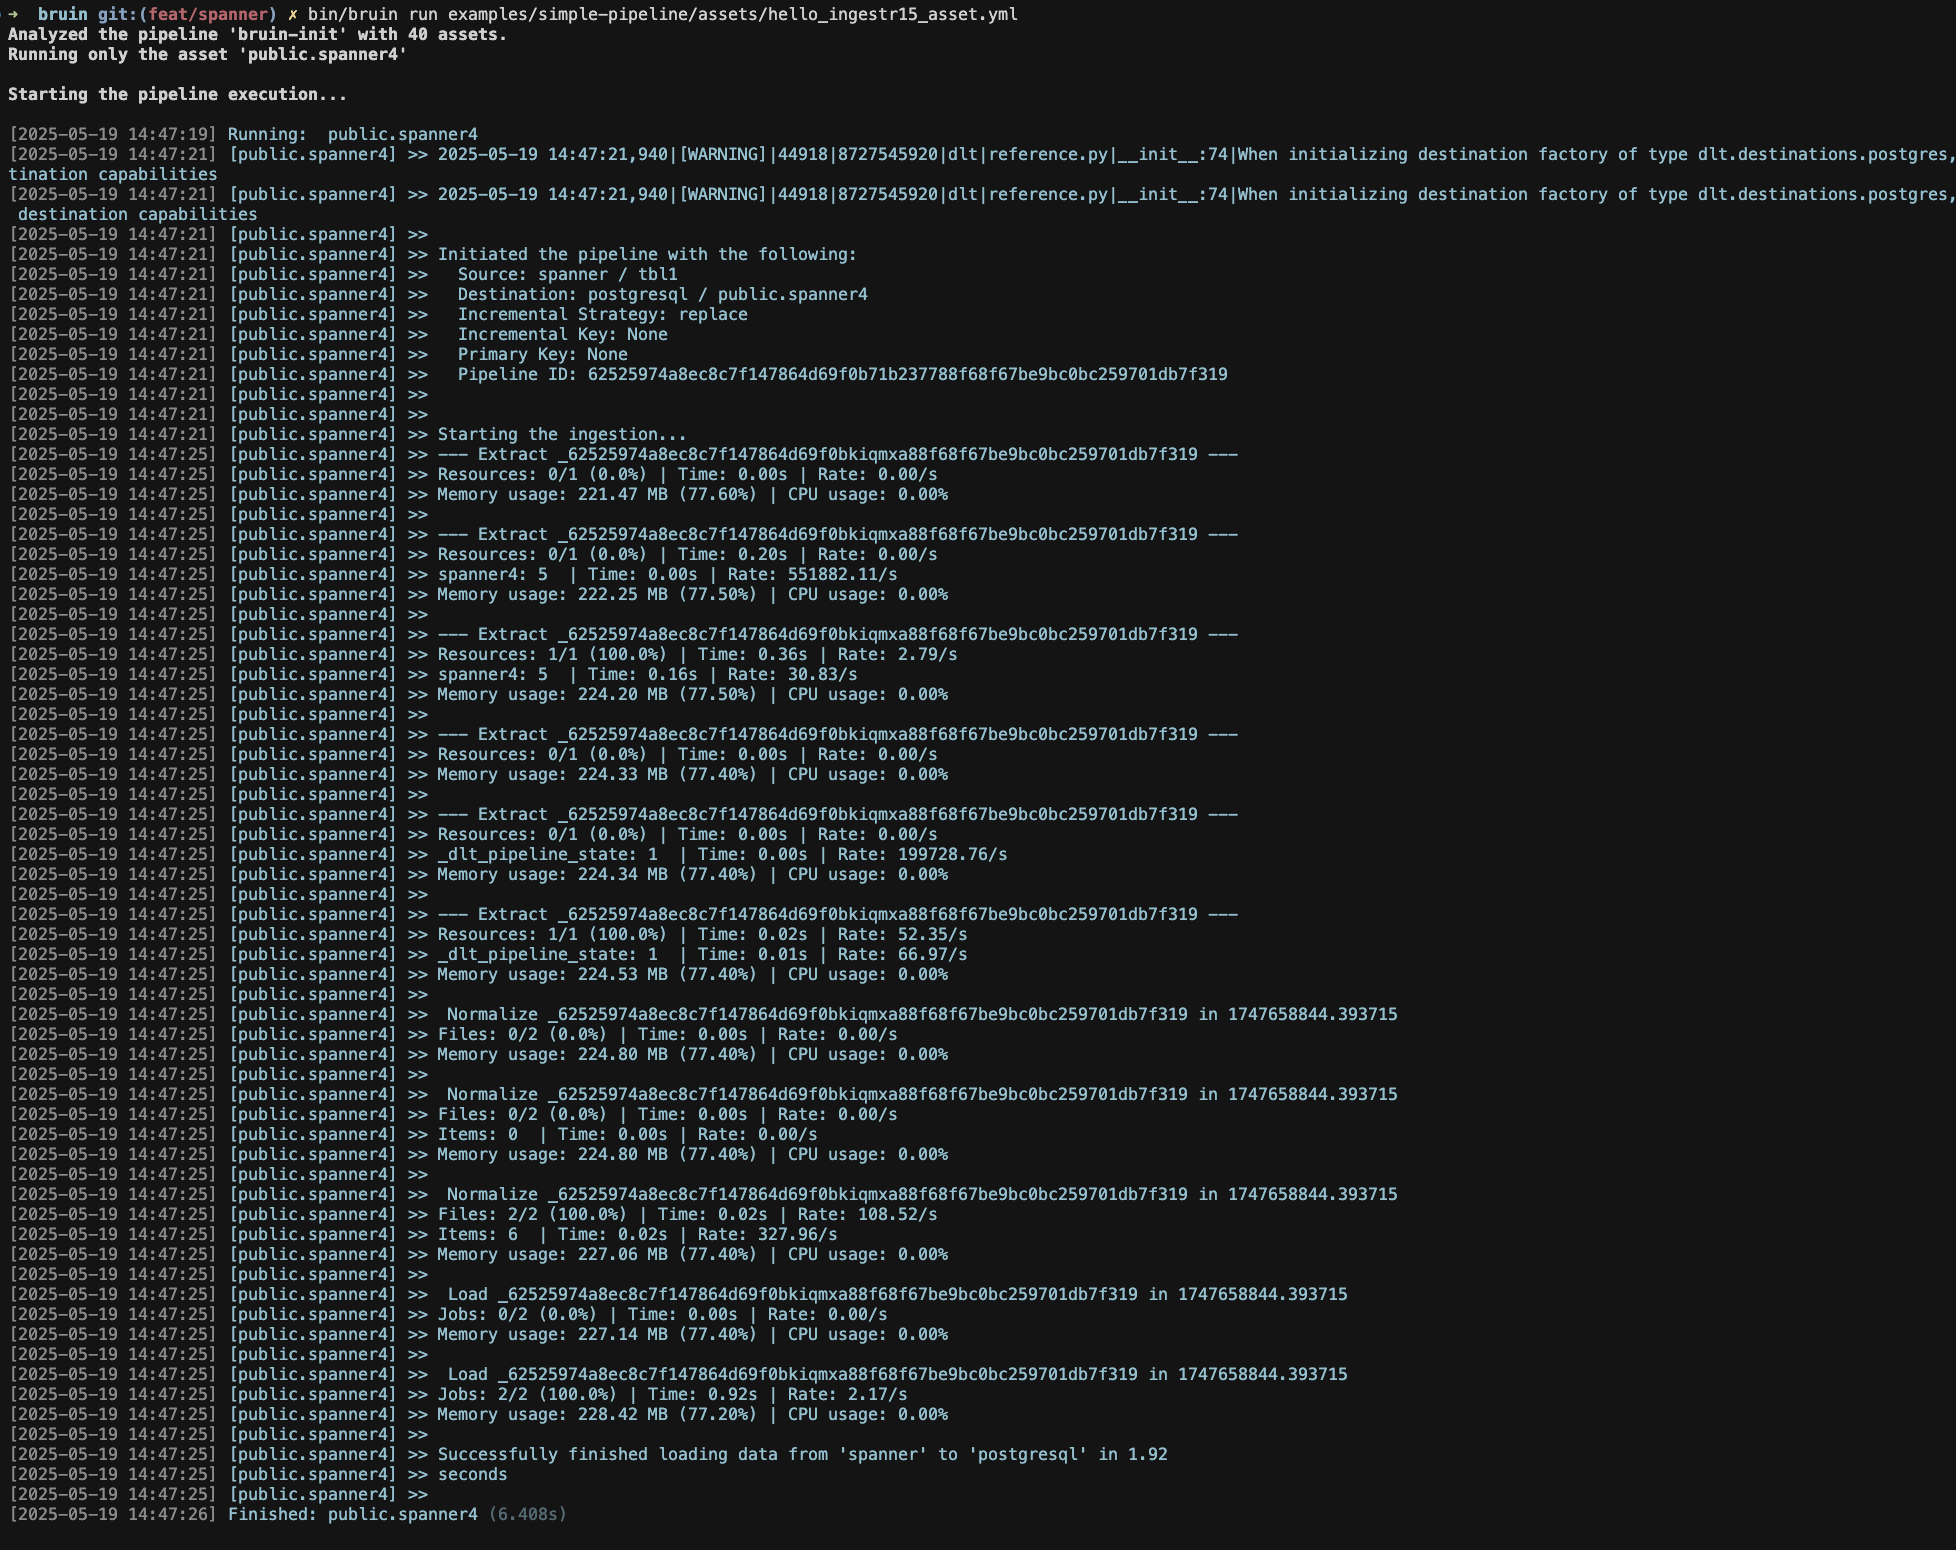 ➜  bruin git:(feat/spanner) ✗ bin/bruin run examples/simple-pipeline/assets/hello_ingestr15_asset.yml
Analyzed the pipeline 'bruin-init' with 40 assets.
Running only the asset 'public.spanner4'
Starting the pipeline execution...
[2025-05-19 14:47:19] Running:  public.spanner4
[2025-05-19 14:47:21] [public.spanner4] >> 2025-05-19 14:47:21,940|[WARNING]|44918|8727545920|dlt|reference.py|__init__:74|When initializing destination factory of type dlt.destinations.postgres,
tination capabilities
[2025-05-19 14:47:21] [public.spanner4] >> 2025-05-19 14:47:21,940|[WARNING]|44918|8727545920|dlt|reference.py|__init__:74|When initializing destination factory of type dlt.destinations.postgres,
 destination capabilities
[2025-05-19 14:47:21] [public.spanner4] >>
[2025-05-19 14:47:21] [public.spanner4] >> Initiated the pipeline with the following:
[2025-05-19 14:47:21] [public.spanner4] >>   Source: spanner / tbl1
[2025-05-19 14:47:21] [public.spanner4] >>   Destination: postgresql / public.spanner4
[2025-05-19 14:47:21] [public.spanner4] >>   Incremental Strategy: replace
[2025-05-19 14:47:21] [public.spanner4] >>   Incremental Key: None
[2025-05-19 14:47:21] [public.spanner4] >>   Primary Key: None
[2025-05-19 14:47:21] [public.spanner4] >>   Pipeline ID: 62525974a8ec8c7f147864d69f0b71b237788f68f67be9bc0bc259701db7f319
[2025-05-19 14:47:21] [public.spanner4] >>
[2025-05-19 14:47:21] [public.spanner4] >>
[2025-05-19 14:47:21] [public.spanner4] >> Starting the ingestion...
[2025-05-19 14:47:25] [public.spanner4] >> --- Extract _62525974a8ec8c7f147864d69f0bkiqmxa88f68f67be9bc0bc259701db7f319 ---
[2025-05-19 14:47:25] [public.spanner4] >> Resources: 0/1 (0.0%) | Time: 0.00s | Rate: 0.00/s
[2025-05-19 14:47:25] [public.spanner4] >> Memory usage: 221.47 MB (77.60%) | CPU usage: 0.00%
[2025-05-19 14:47:25] [public.spanner4] >>
[2025-05-19 14:47:25] [public.spanner4] >> --- Extract _62525974a8ec8c7f147864d69f0bkiqmxa88f68f67be9bc0bc259701db7f319 ---
[2025-05-19 14:47:25] [public.spanner4] >> Resources: 0/1 (0.0%) | Time: 0.20s | Rate: 0.00/s
[2025-05-19 14:47:25] [public.spanner4] >> spanner4: 5  | Time: 0.00s | Rate: 551882.11/s
[2025-05-19 14:47:25] [public.spanner4] >> Memory usage: 222.25 MB (77.50%) | CPU usage: 0.00%
[2025-05-19 14:47:25] [public.spanner4] >>
[2025-05-19 14:47:25] [public.spanner4] >> --- Extract _62525974a8ec8c7f147864d69f0bkiqmxa88f68f67be9bc0bc259701db7f319 ---
[2025-05-19 14:47:25] [public.spanner4] >> Resources: 1/1 (100.0%) | Time: 0.36s | Rate: 2.79/s
[2025-05-19 14:47:25] [public.spanner4] >> spanner4: 5  | Time: 0.16s | Rate: 30.83/s
[2025-05-19 14:47:25] [public.spanner4] >> Memory usage: 224.20 MB (77.50%) | CPU usage: 0.00%
[2025-05-19 14:47:25] [public.spanner4] >>
[2025-05-19 14:47:25] [public.spanner4] >> --- Extract _62525974a8ec8c7f147864d69f0bkiqmxa88f68f67be9bc0bc259701db7f319 ---
[2025-05-19 14:47:25] [public.spanner4] >> Resources: 0/1 (0.0%) | Time: 0.00s | Rate: 0.00/s
[2025-05-19 14:47:25] [public.spanner4] >> Memory usage: 224.33 MB (77.40%) | CPU usage: 0.00%
[2025-05-19 14:47:25] [public.spanner4] >>
[2025-05-19 14:47:25] [public.spanner4] >> --- Extract _62525974a8ec8c7f147864d69f0bkiqmxa88f68f67be9bc0bc259701db7f319 ---
[2025-05-19 14:47:25] [public.spanner4] >> Resources: 0/1 (0.0%) | Time: 0.00s | Rate: 0.00/s
[2025-05-19 14:47:25] [public.spanner4] >> _dlt_pipeline_state: 1  | Time: 0.00s | Rate: 199728.76/s
[2025-05-19 14:47:25] [public.spanner4] >> Memory usage: 224.34 MB (77.40%) | CPU usage: 0.00%
[2025-05-19 14:47:25] [public.spanner4] >>
[2025-05-19 14:47:25] [public.spanner4] >> --- Extract _62525974a8ec8c7f147864d69f0bkiqmxa88f68f67be9bc0bc259701db7f319 ---
[2025-05-19 14:47:25] [public.spanner4] >> Resources: 1/1 (100.0%) | Time: 0.02s | Rate: 52.35/s
[2025-05-19 14:47:25] [public.spanner4] >> _dlt_pipeline_state: 1  | Time: 0.01s | Rate: 66.97/s
[2025-05-19 14:47:25] [public.spanner4] >> Memory usage: 224.53 MB (77.40%) | CPU usage: 0.00%
[2025-05-19 14:47:25] [public.spanner4] >>
[2025-05-19 14:47:25] [public.spanner4] >>  Normalize _62525974a8ec8c7f147864d69f0bkiqmxa88f68f67be9bc0bc259701db7f319 in 1747658844.393715
[2025-05-19 14:47:25] [public.spanner4] >> Files: 0/2 (0.0%) | Time: 0.00s | Rate: 0.00/s
[2025-05-19 14:47:25] [public.spanner4] >> Memory usage: 224.80 MB (77.40%) | CPU usage: 0.00%
[2025-05-19 14:47:25] [public.spanner4] >>
[2025-05-19 14:47:25] [public.spanner4] >>  Normalize _62525974a8ec8c7f147864d69f0bkiqmxa88f68f67be9bc0bc259701db7f319 in 1747658844.393715
[2025-05-19 14:47:25] [public.spanner4] >> Files: 0/2 (0.0%) | Time: 0.00s | Rate: 0.00/s
[2025-05-19 14:47:25] [public.spanner4] >> Items: 0  | Time: 0.00s | Rate: 0.00/s
[2025-05-19 14:47:25] [public.spanner4] >> Memory usage: 224.80 MB (77.40%) | CPU usage: 0.00%
[2025-05-19 14:47:25] [public.spanner4] >>
[2025-05-19 14:47:25] [public.spanner4] >>  Normalize _62525974a8ec8c7f147864d69f0bkiqmxa88f68f67be9bc0bc259701db7f319 in 1747658844.393715
[2025-05-19 14:47:25] [public.spanner4] >> Files: 2/2 (100.0%) | Time: 0.02s | Rate: 108.52/s
[2025-05-19 14:47:25] [public.spanner4] >> Items: 6  | Time: 0.02s | Rate: 327.96/s
[2025-05-19 14:47:25] [public.spanner4] >> Memory usage: 227.06 MB (77.40%) | CPU usage: 0.00%
[2025-05-19 14:47:25] [public.spanner4] >>
[2025-05-19 14:47:25] [public.spanner4] >>  Load _62525974a8ec8c7f147864d69f0bkiqmxa88f68f67be9bc0bc259701db7f319 in 1747658844.393715
[2025-05-19 14:47:25] [public.spanner4] >> Jobs: 0/2 (0.0%) | Time: 0.00s | Rate: 0.00/s
[2025-05-19 14:47:25] [public.spanner4] >> Memory usage: 227.14 MB (77.40%) | CPU usage: 0.00%
[2025-05-19 14:47:25] [public.spanner4] >>
[2025-05-19 14:47:25] [public.spanner4] >>  Load _62525974a8ec8c7f147864d69f0bkiqmxa88f68f67be9bc0bc259701db7f319 in 1747658844.393715
[2025-05-19 14:47:25] [public.spanner4] >> Jobs: 2/2 (100.0%) | Time: 0.92s | Rate: 2.17/s
[2025-05-19 14:47:25] [public.spanner4] >> Memory usage: 228.42 MB (77.20%) | CPU usage: 0.00%
[2025-05-19 14:47:25] [public.spanner4] >>
[2025-05-19 14:47:25] [public.spanner4] >> Successfully finished loading data from 'spanner' to 'postgresql' in 1.92
[2025-05-19 14:47:25] [public.spanner4] >> seconds
[2025-05-19 14:47:25] [public.spanner4] >>
[2025-05-19 14:47:26] Finished: public.spanner4 (6.408s)